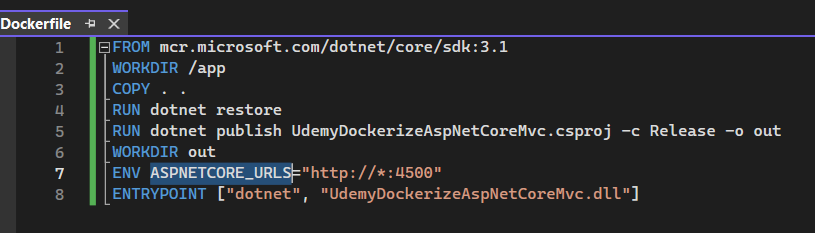 Dockerfile
1 FROM mcr.microsoft.com/dotnet/core/sdk:3.1
2 WORKDIR /app
3 COPY . .
4 RUN dotnet restore
5 RUN dotnet publish UdemyDockerizeAspNetCoreMvc.csproj -c Release -o out
6 WORKDIR out
7 ENV ASPNETCORE_URLS="http://*:4500"
8 ENTRYPOINT ["dotnet", "UdemyDockerizeAspNetCoreMvc.dll"]